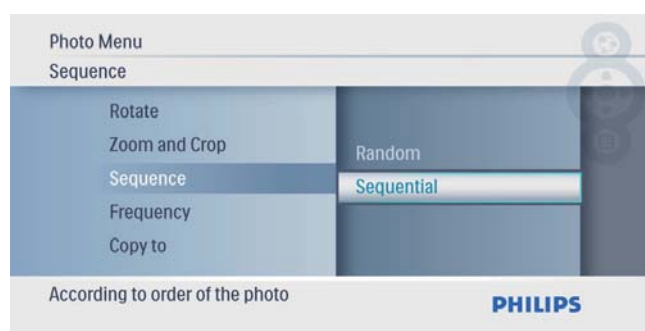 Photo Menu
Sequence
Rotate
Zoom and Crop
Sequence
Frequency
Copy to
Random
Sequential
According to order of the photo
PHILIPS